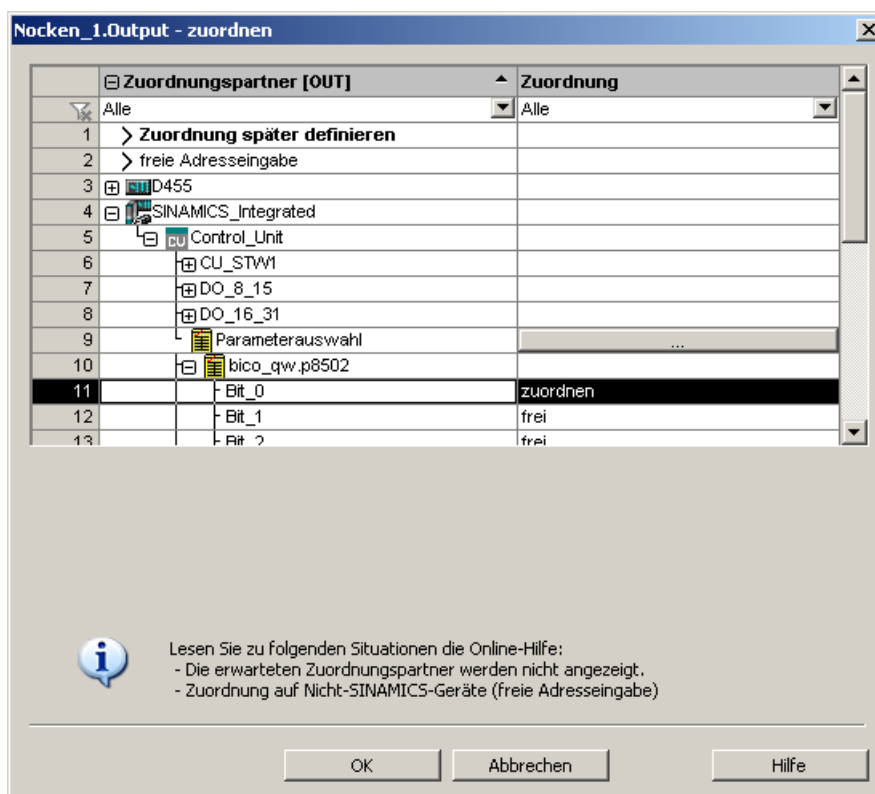 Nocken_1.Output - zuordnen
Zuordnungspartner [OUT] Zuordnung
Alle Alle
1 Zuordnung später definieren
2 freie Adresseingabe
3 D455
4 SINAMICS_Integrated
5 CU Control_Unit
6 CU_STW1
7 DO_8_15
8 DO_16_31
9 Parameterauswahl ...
10 bico_qw.p8502
11 Bit_0 zuordnen
12 Bit_1 frei
13 Bit_2 frei
Lesen Sie zu folgenden Situationen die Online-Hilfe:
- Die erwarteten Zuordnungspartner werden nicht angezeigt.
- Zuordnung auf Nicht-SINAMICS-Geräte (freie Adresseingabe)
OK Abbrechen Hilfe